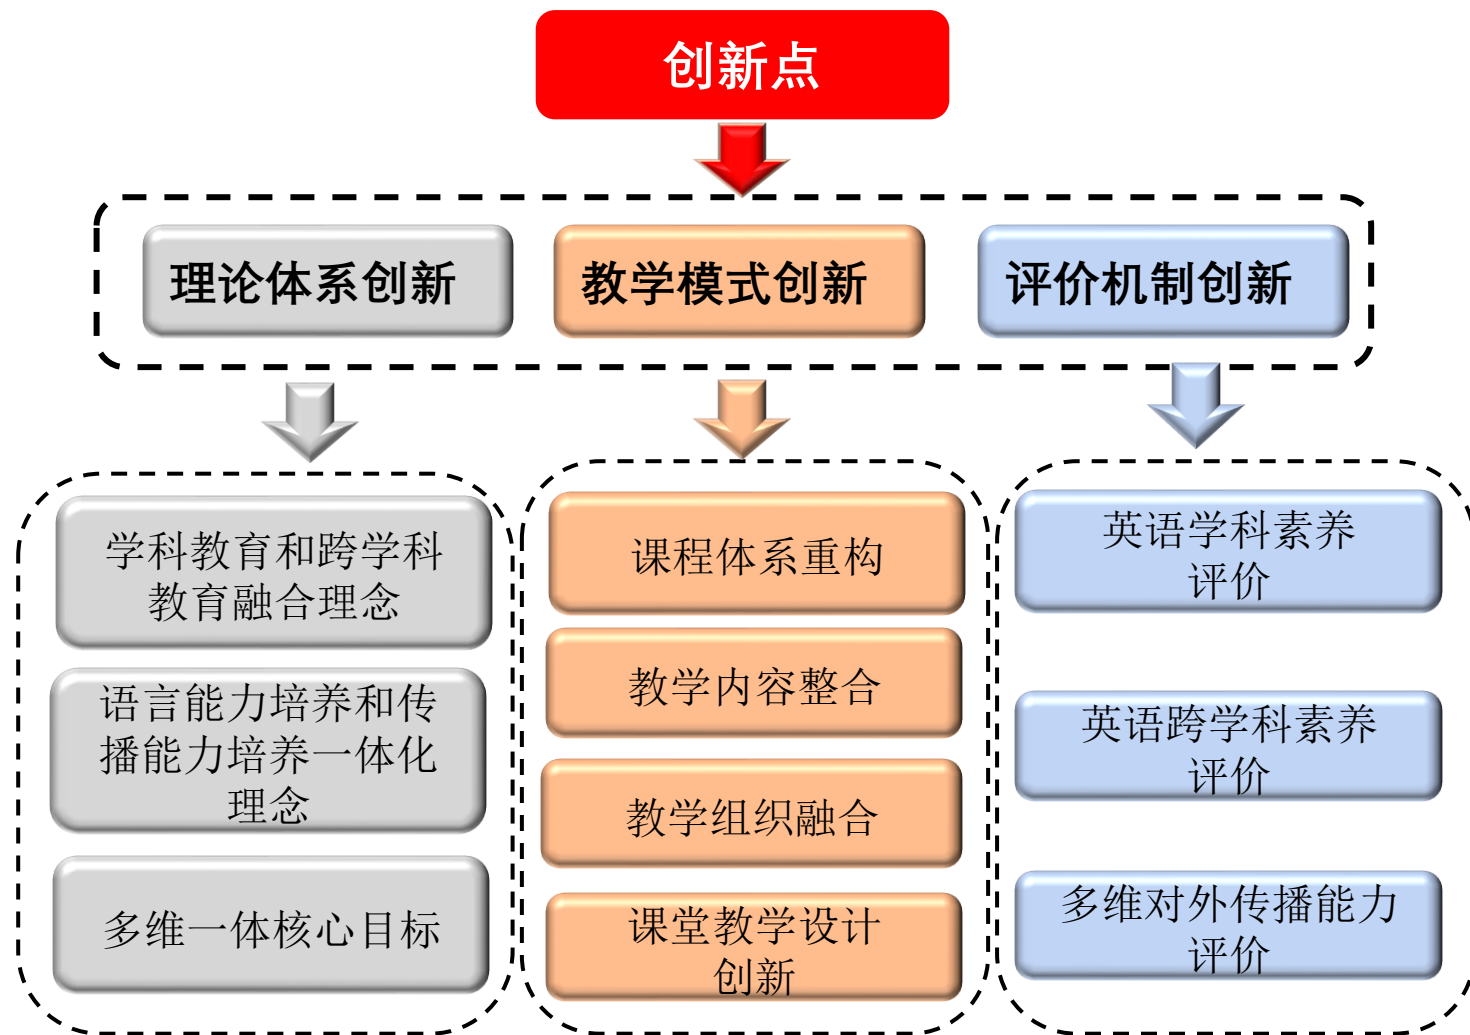 创新点
理论体系创新
教学模式创新
评价机制创新
学科教育和跨学科
教育融合理念
语言能力培养和传
播能力培养一体化
理念
多维一体核心目标
课程体系重构
教学内容整合
教学组织融合
课堂教学设计
创新
英语学科素养
评价
英语跨学科素养
评价
多维对外传播能力
评价